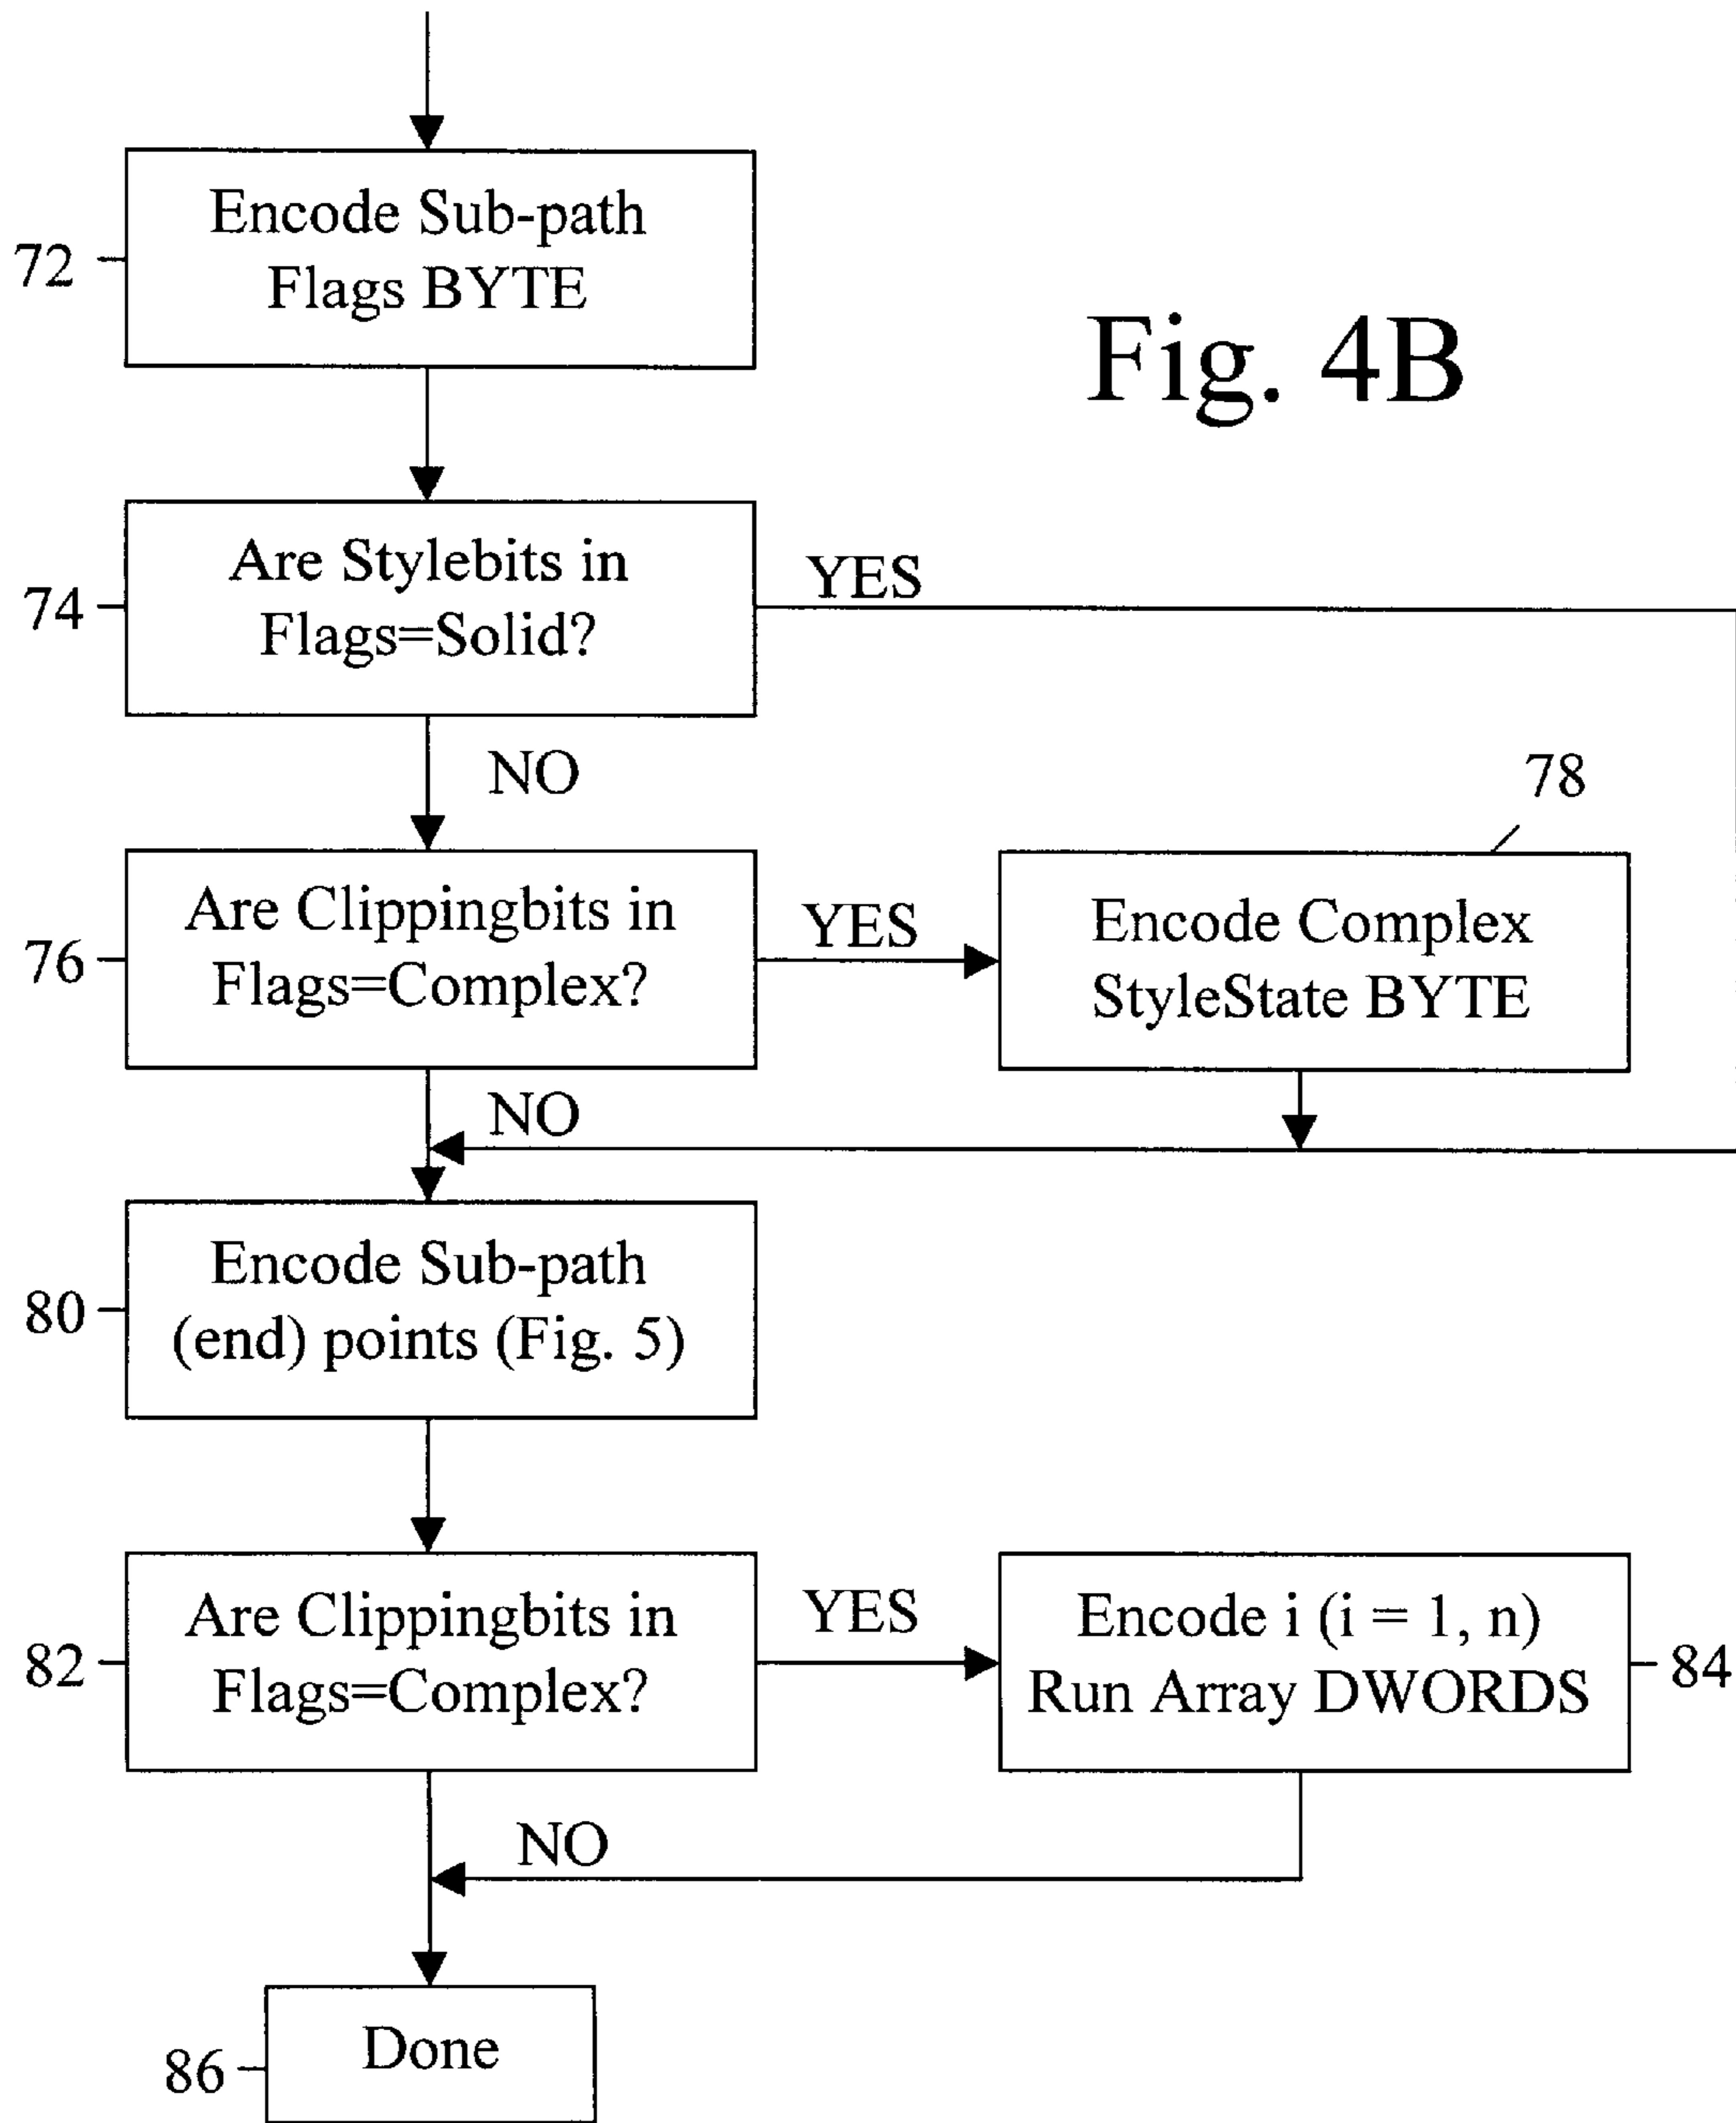 72
Encode Sub-path
Flags BYTE
Fig. 4B
74
Are Stylebits in
Flags=Solid?
YES
NO
78
76
Are Clippingbits in
Flags=Complex?
YES
Encode Complex
StyleState BYTE
NO
80
Encode Sub-path
(end) points (Fig. 5)
82
Are Clippingbits in
Flags=Complex?
YES
Encode i (i = 1, n)
Run Array DWORDS
84
NO
86
Done